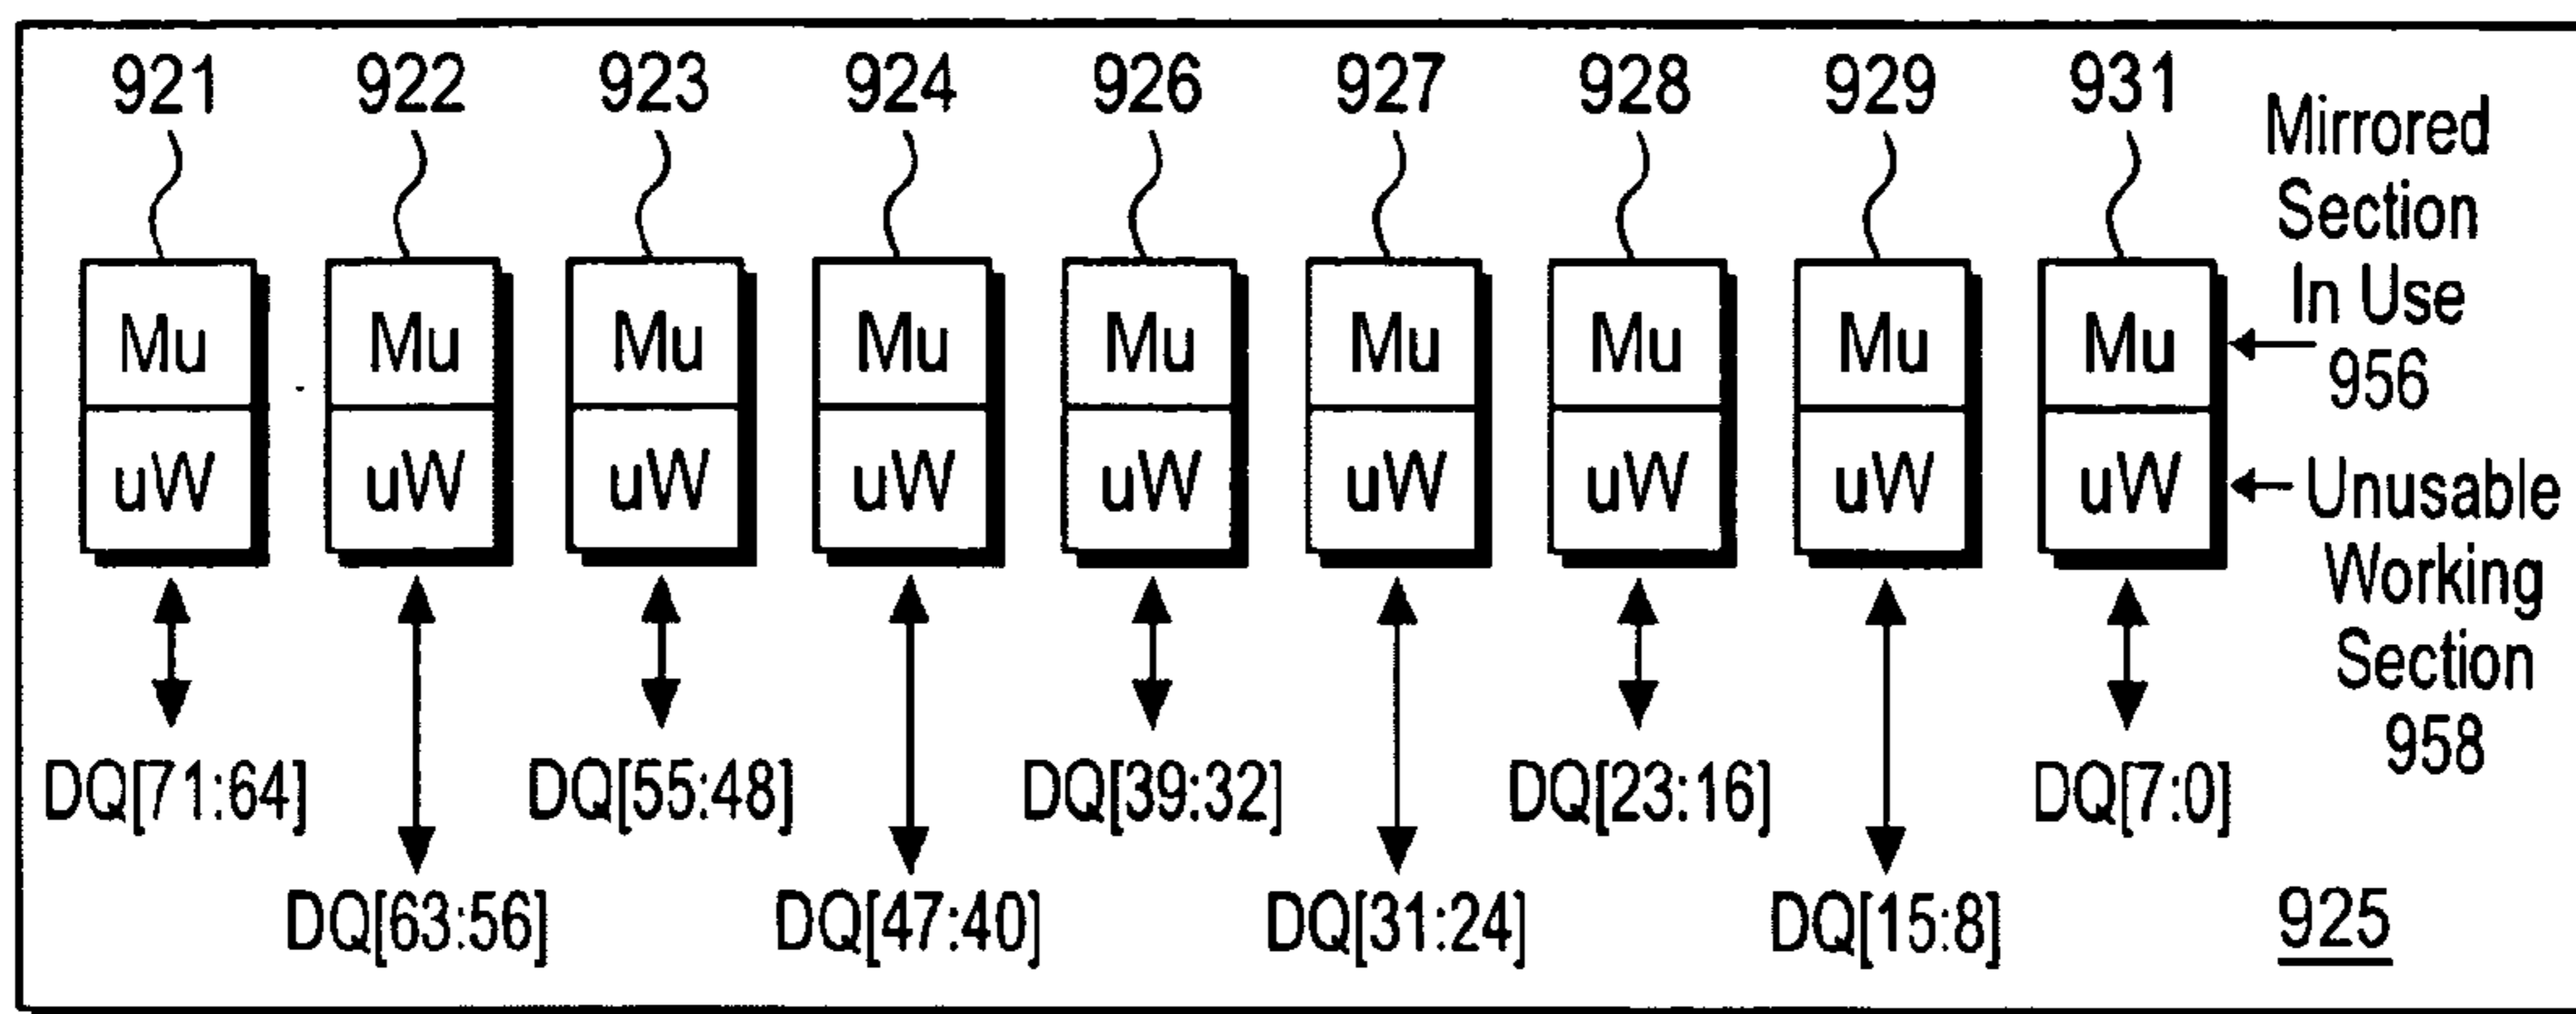 921 922 923 924 926 927 928 929 931
Mirrored
Section
In Use
956
Mu Mu Mu Mu Mu Mu Mu Mu Mu
uW uW uW uW uW uW uW uW uW
Unusable
Working
Section
958
DQ[71:64] DQ[55:48] DQ[39:32] DQ[23:16] DQ[7:0]
DQ[63:56] DQ[47:40] DQ[31:24] DQ[15:8]
925